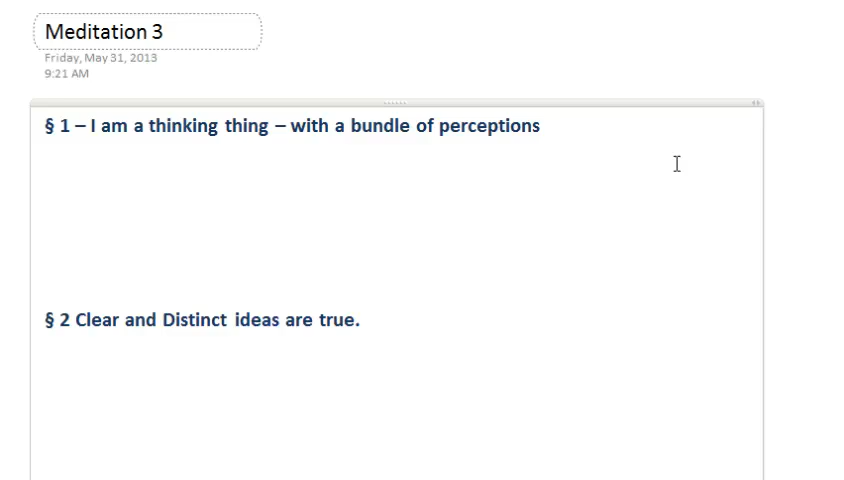 Meditation 3
Friday, May 31, 2013
9:21 AM
§ 1 – I am a thinking thing – with a bundle of perceptions
§ 2 Clear and Distinct ideas are true.